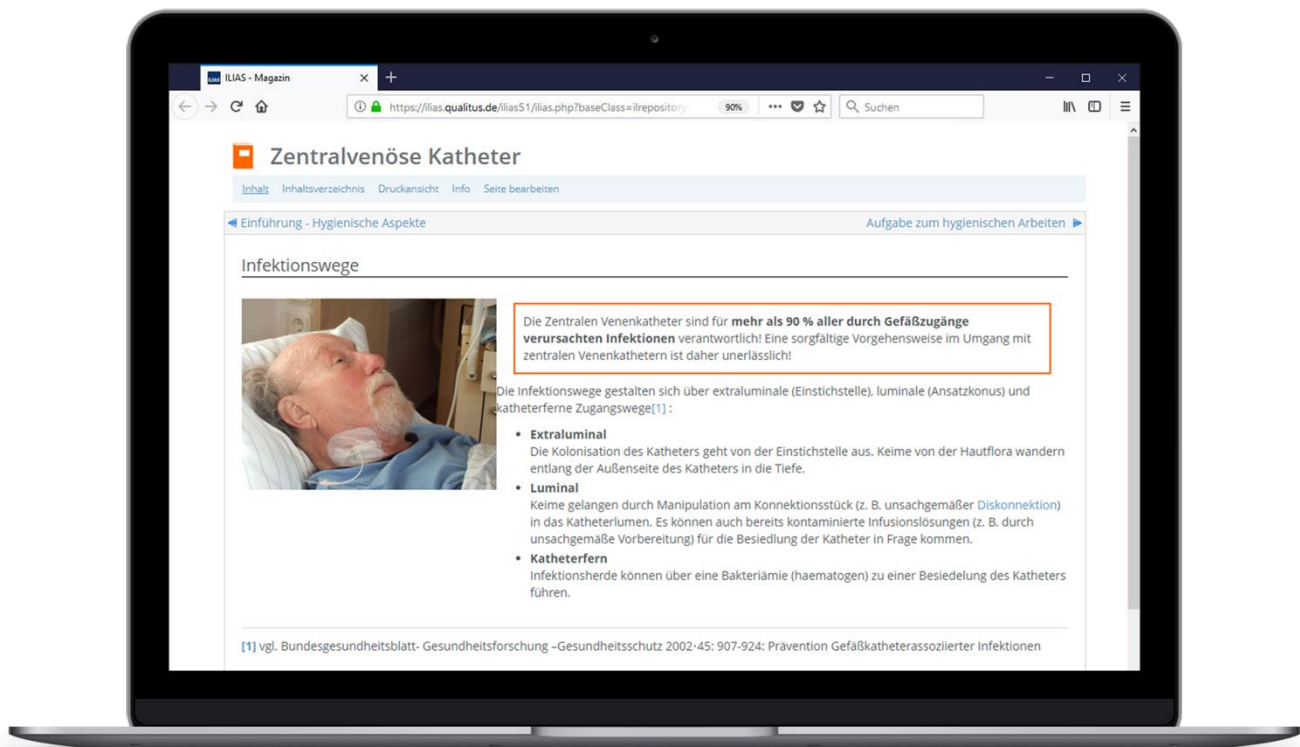 ILIAS - Magazin
https://ilias.qualitus.de/ilias51/ilias.php?baseClass=ilrepository
90%
Suchen
Zentralvenöse Katheter
Inhalt Inhaltsverzeichnis Druckansicht Info Seite bearbeiten
Einführung - Hygienische Aspekte
Aufgabe zum hygienischen Arbeiten
Infektionswege
Die Zentralen Venenkatheter sind für mehr als 90 % aller durch Gefäßzugänge
verursachten Infektionen verantwortlich! Eine sorgfältige Vorgehensweise im Umgang mit
zentralen Venenkathetern ist daher unerlässlich!
Die Infektionswege gestalten sich über extraluminale (Einstichstelle), luminale (Ansatzkonus) und
katheterferne Zugangswege[1] :
• Extraluminal
Die Kolonisation des Katheters geht von der Einstichstelle aus. Keime von der Hautflora wandern
entlang der Außenseite des Katheters in die Tiefe.
• Luminal
Keime gelangen durch Manipulation am Konnektionsstück (z. B. unsachgemäßer Diskonnektion)
in das Katheterlumen. Es können auch bereits kontaminierte Infusionslösungen (z. B. durch
unsachgemäße Vorbereitung) für die Besiedlung der Katheter in Frage kommen.
• Katheterfern
Infektionsherde können über eine Bakteriämie (haematogen) zu einer Besiedelung des Katheters
führen.
[1] vgl. Bundesgesundheitsblatt- Gesundheitsforschung –Gesundheitsschutz 2002·45: 907-924: Prävention Gefäßkatheterassoziierter Infektionen